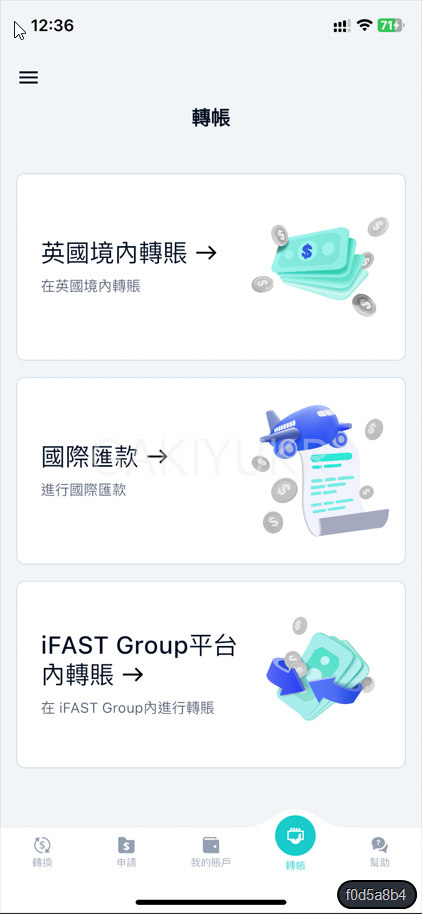 12:36
71
轉帳
英國境內轉賬 →
在英國境內轉賬
國際匯款 →
進行國際匯款
iFAST Group平台
內轉賬 →
在 iFAST Group內進行轉賬
轉換
申請
我的賬戶
轉帳
幫助
f0d5a8b4